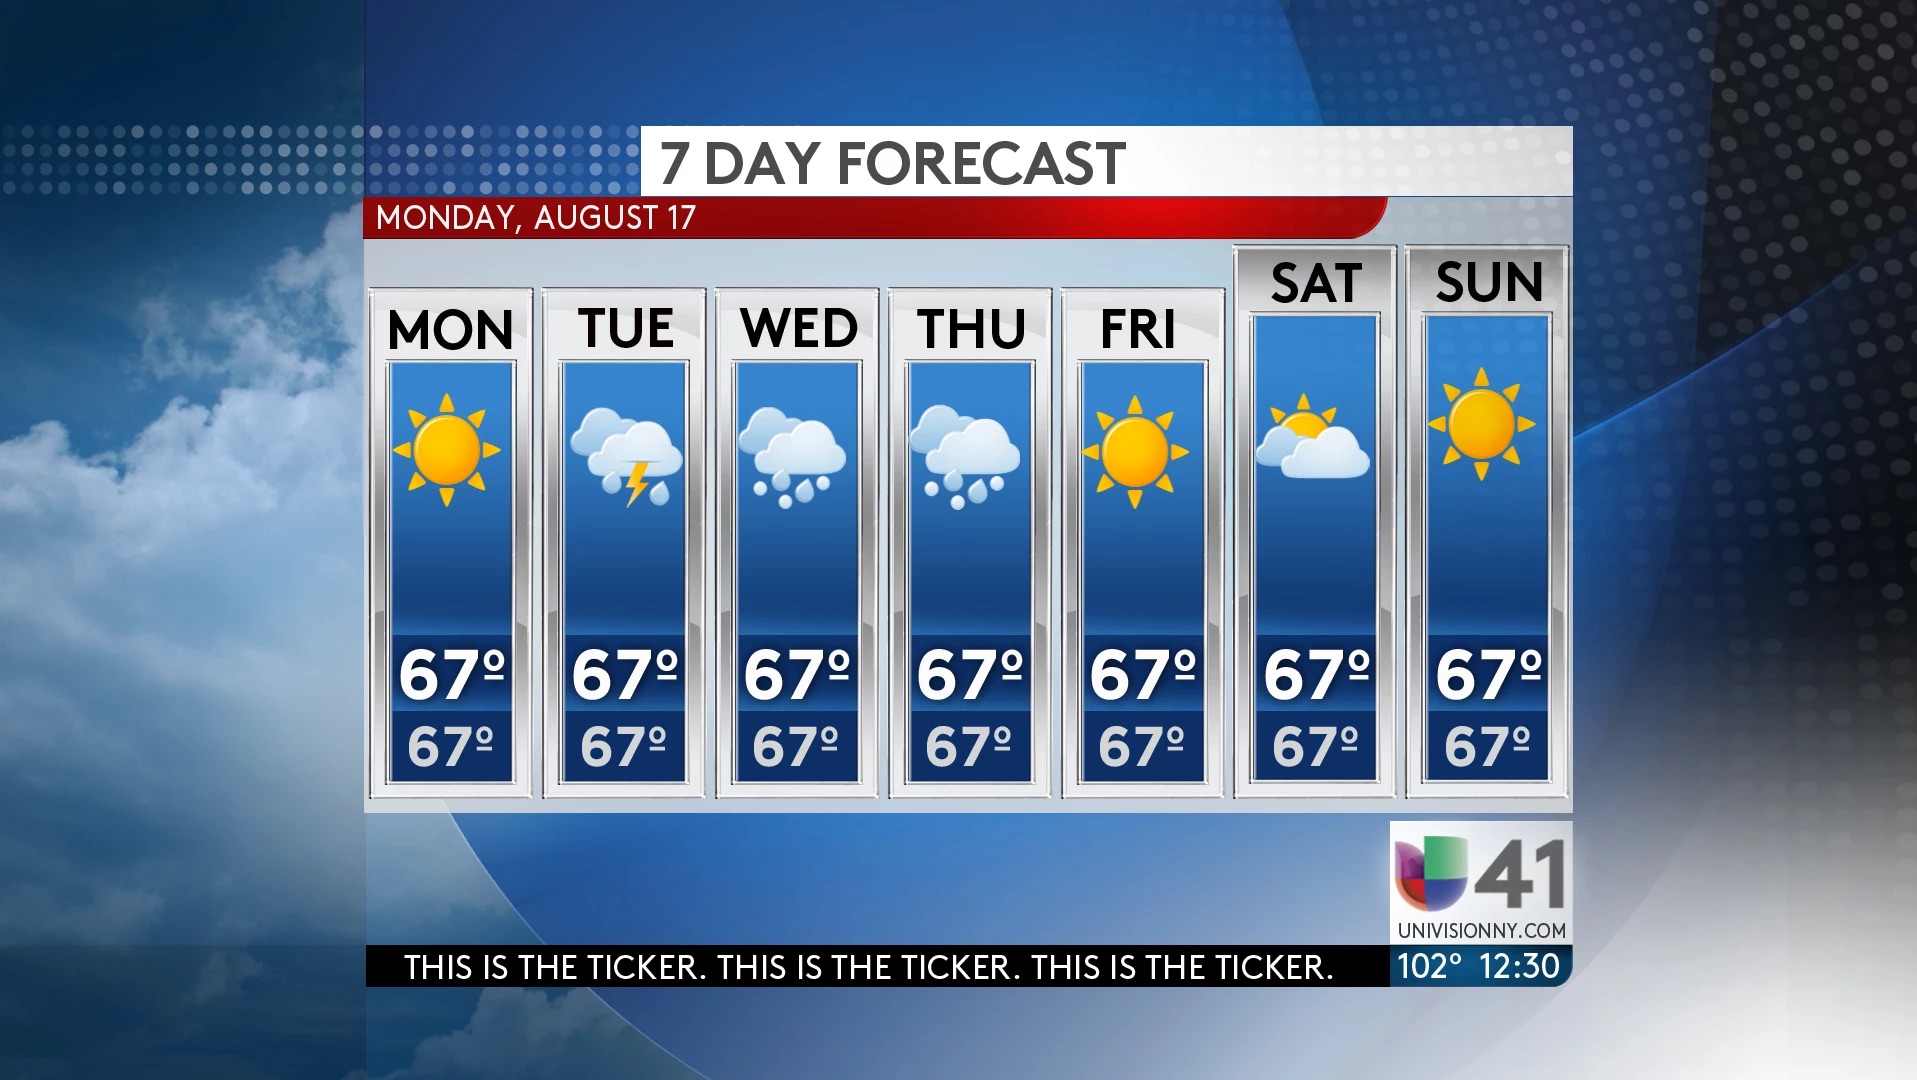 7 DAY FORECAST
MONDAY, AUGUST 17
MON TUE WED THU FRI SAT SUN
67º 67º 67º 67º 67º 67º 67º
67º 67º 67º 67º 67º 67º 67º
41
UNIVISIONNY.COM
THIS IS THE TICKER. THIS IS THE TICKER. THIS IS THE TICKER.
102° 12:30